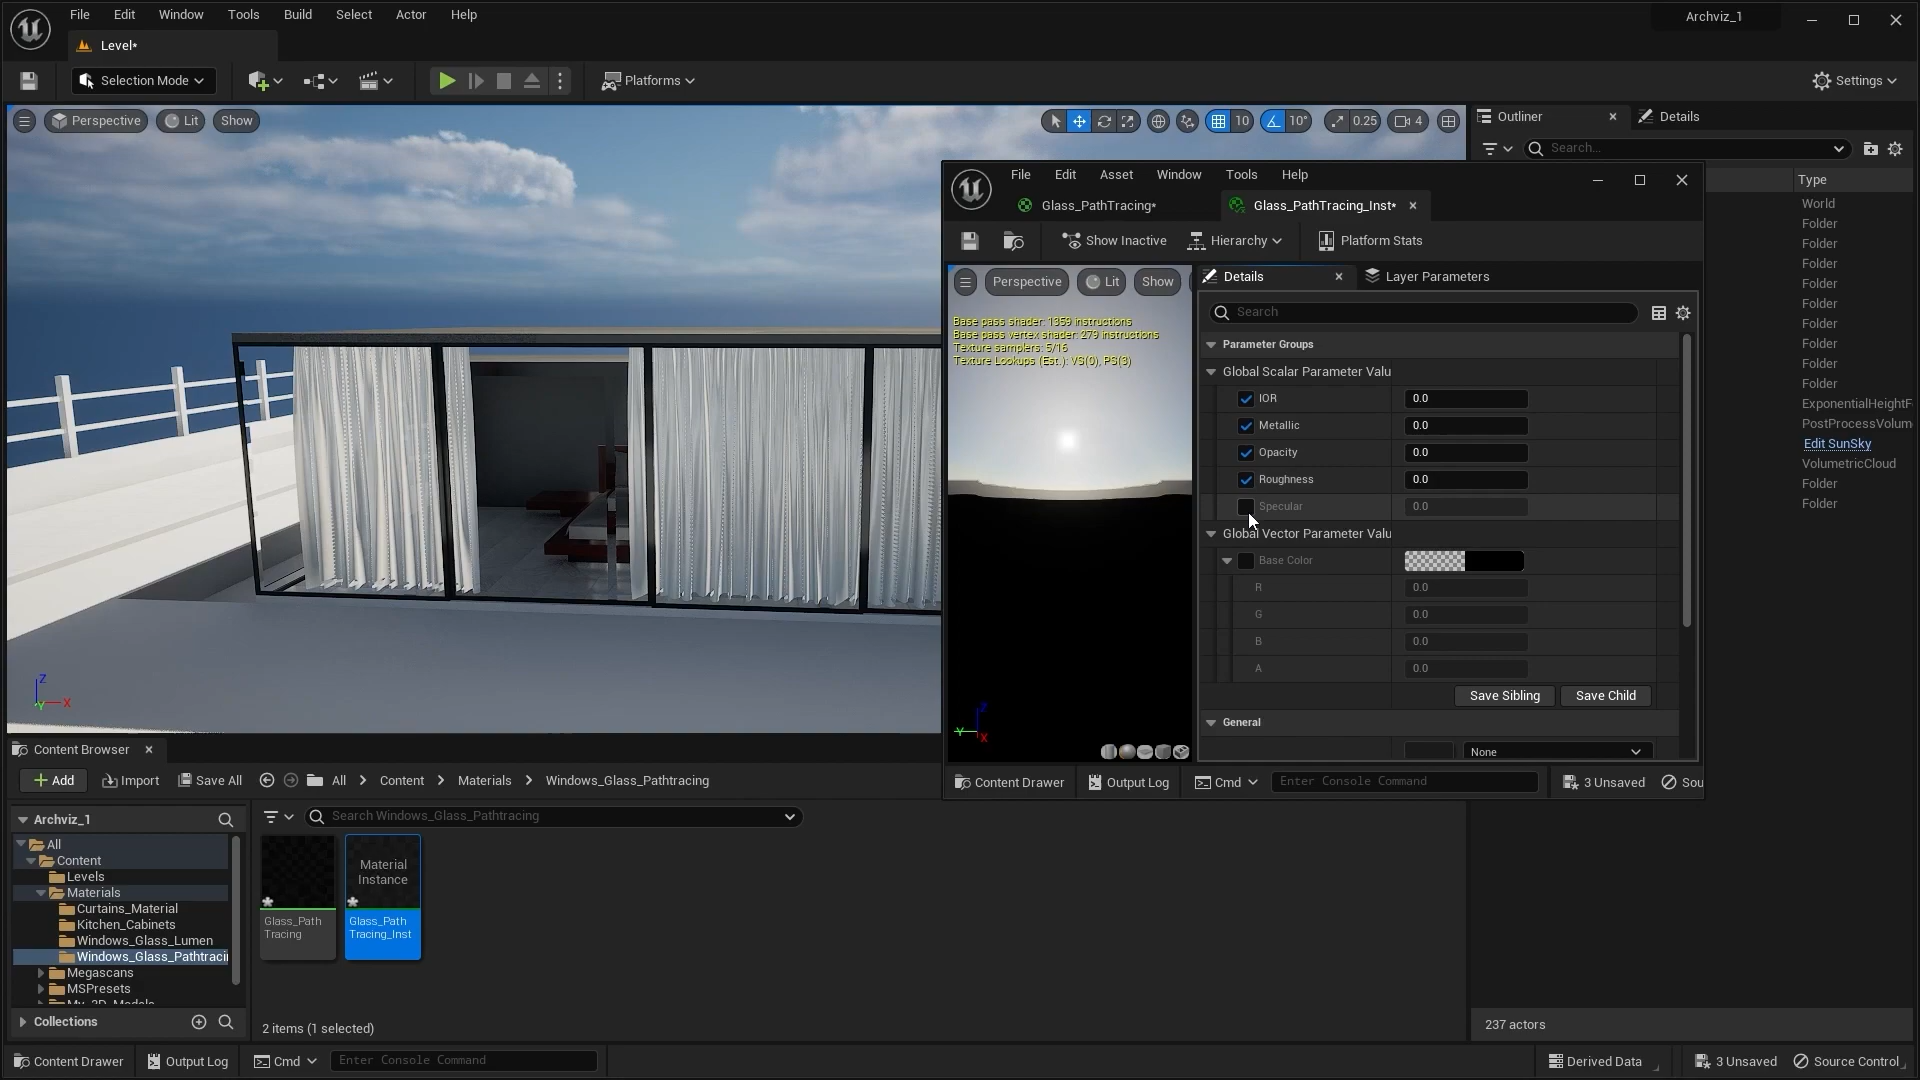 File Edit Window Tools Build Select Actor Help
Archviz_1
Level*
Selection Mode
Platforms
Settings
Perspective Lit Show
10 10° 0.25 4
Outliner
Details
Search...
Type
World
Folder
Folder
Folder
Folder
Folder
Folder
Folder
Folder
Folder
ExponentialHeightF
PostProcessVolum
Edit SunSky
VolumetricCloud
Folder
Folder
237 actors
File Edit Asset Window Tools Help
Glass_PathTracing*
Glass_PathTracing_Inst*
Show Inactive
Hierarchy
Platform Stats
Perspective Lit Show
Base pass shader: 1359 instructions
Base pass vertex shader: 279 instructions
Texture samplers: 5/16
Texture Lookups (Est.): VS(0), PS(3)
Z
Y
X
Details
Layer Parameters
Search
Parameter Groups
Global Scalar Parameter Valu
IOR 0.0
Metallic 0.0
Opacity 0.0
Roughness 0.0
Specular 0.0
Global Vector Parameter Valu
Base Color
R 0.0
G 0.0
B 0.0
A 0.0
Save Sibling Save Child
General
None
Content Drawer Output Log Cmd Enter Console Command 3 Unsaved Sou
Z
Y
X
Content Browser
Add Import Save All All Content Materials Windows_Glass_Pathtracing
Archviz_1
All
Content
Levels
Materials
Curtains_Material
Kitchen_Cabinets
Windows_Glass_Lumen
Windows_Glass_Pathtraci
Megascans
MSPresets
My_3D_Models
Collections
Search Windows_Glass_Pathtracing
Glass_Path
Tracing
Material
Instance
Glass_Path
Tracing_Inst
2 items (1 selected)
Content Drawer Output Log Cmd Enter Console Command Derived Data 3 Unsaved Source Control